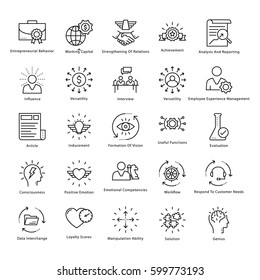 Entrepreneurial Behavior
Working Capital
Strengthening Of Relations
Achievement
Analysis And Reporting
Influence
Versatility
Interview
Versatility
Employee Experience Management
Article
Inducement
Formation Of Vision
Useful Functions
Evaluation
Consciousness
Positive Emotion
Emotional Competencies
Workflow
Respond To Customer Needs
Data Interchange
Loyalty Scores
Manipulation Ability
Solution
Genius
shutterstock.com · 599773193